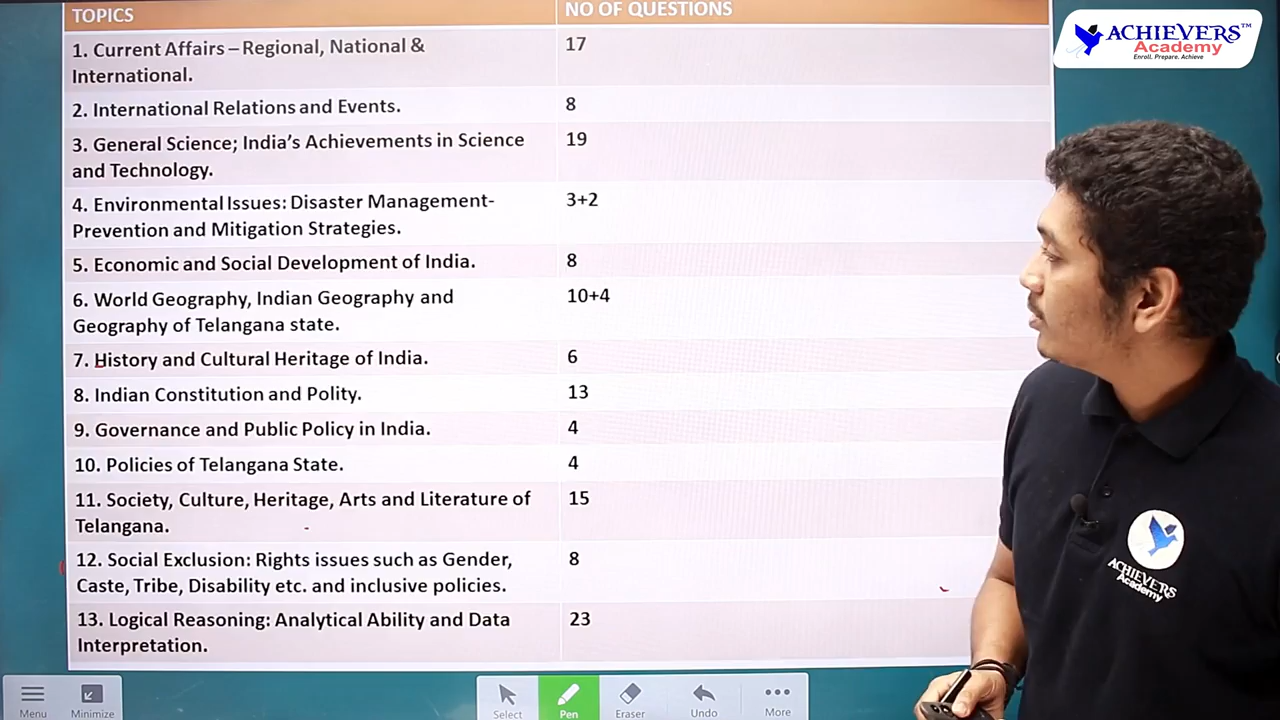 TOPICS
NO OF QUESTIONS
1. Current Affairs – Regional, National &
International.
17
2. International Relations and Events.
8
3. General Science; India's Achievements in Science
and Technology.
19
4. Environmental Issues: Disaster Management-
Prevention and Mitigation Strategies.
3+2
5. Economic and Social Development of India.
8
6. World Geography, Indian Geography and
Geography of Telangana state.
10+4
7. History and Cultural Heritage of India.
6
8. Indian Constitution and Polity.
13
9. Governance and Public Policy in India.
4
10. Policies of Telangana State.
4
11. Society, Culture, Heritage, Arts and Literature of
Telangana.
15
12. Social Exclusion: Rights issues such as Gender,
Caste, Tribe, Disability etc. and inclusive policies.
8
13. Logical Reasoning: Analytical Ability and Data
Interpretation.
23
ACHIEVERS™
Academy
Enroll. Prepare. Achieve
ACHIEVERS
Academy
Menu
Minimize
Select
Pen
Eraser
Undo
More